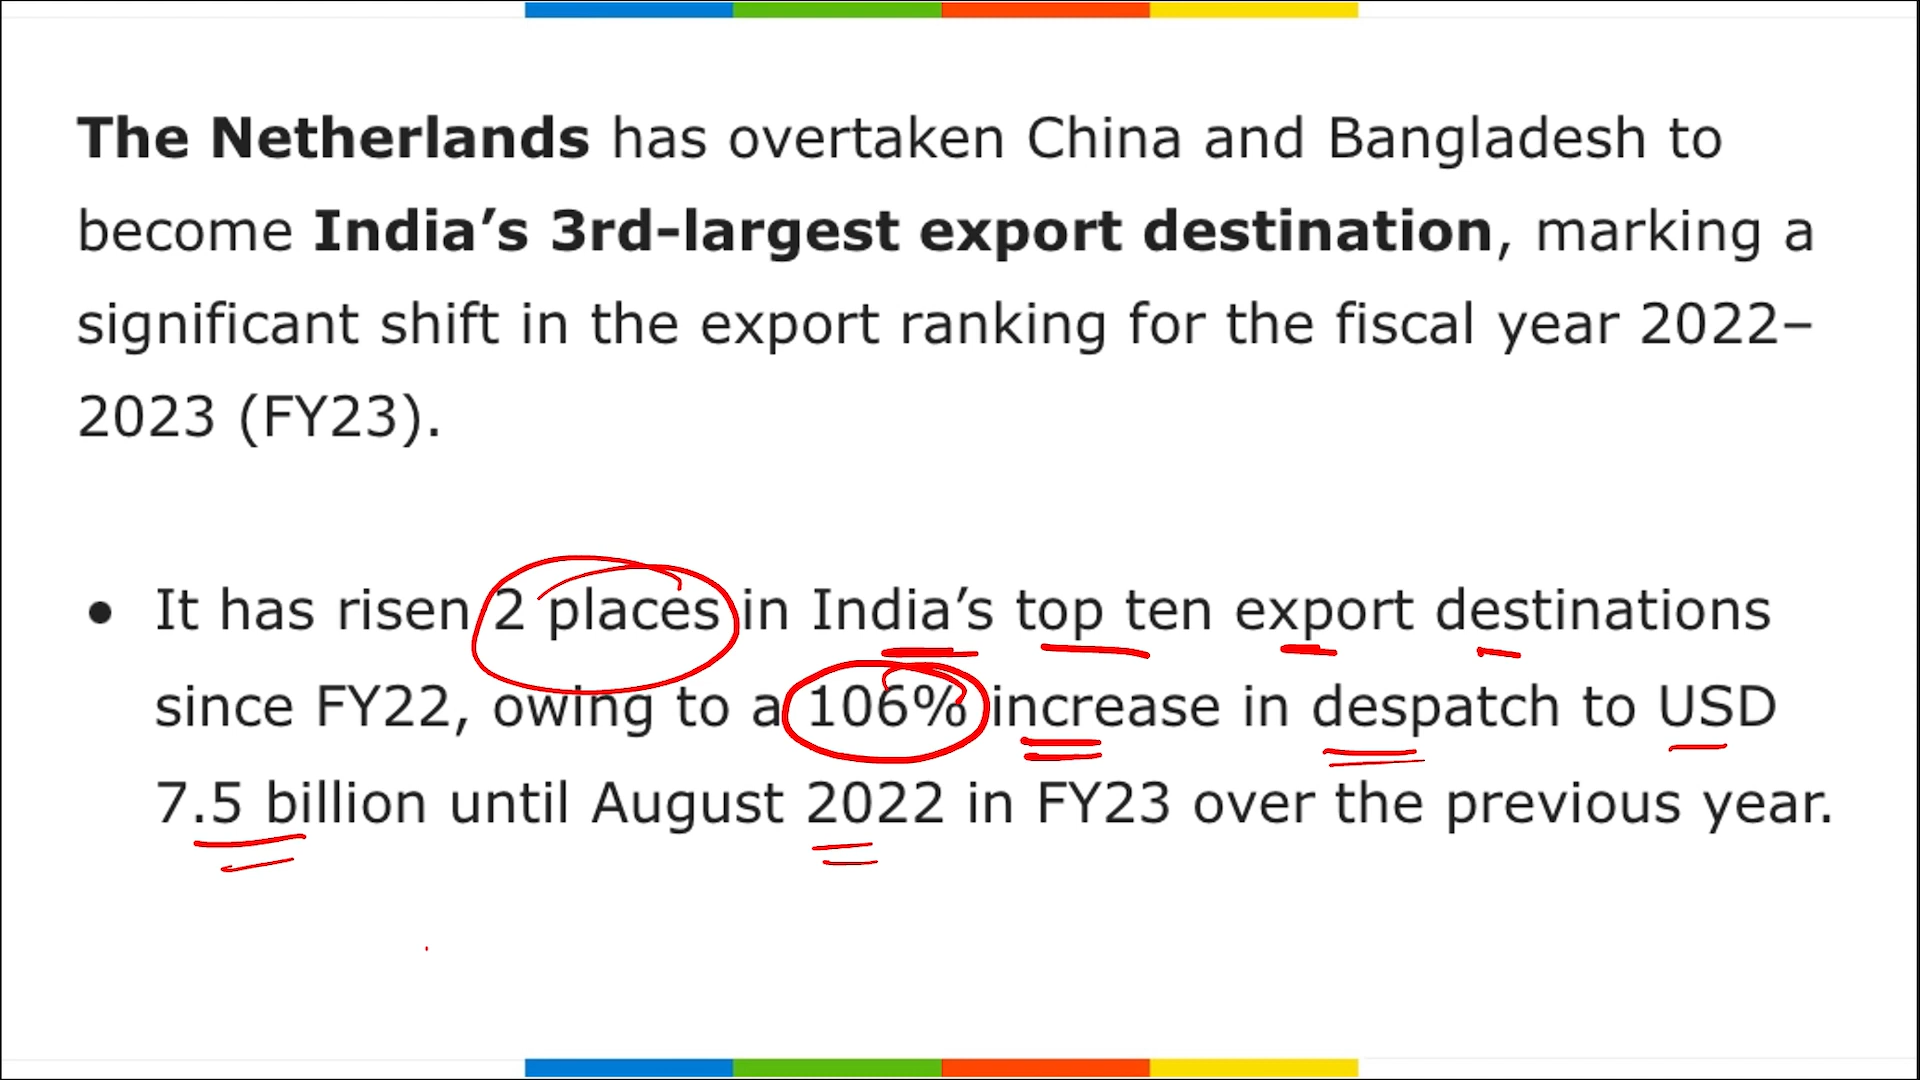 The Netherlands has overtaken China and Bangladesh to
become India’s 3rd-largest export destination, marking a
significant shift in the export ranking for the fiscal year 2022–
2023 (FY23).
• It has risen 2 places in India’s top ten export destinations
since FY22, owing to a 106% increase in despatch to USD
7.5 billion until August 2022 in FY23 over the previous year.